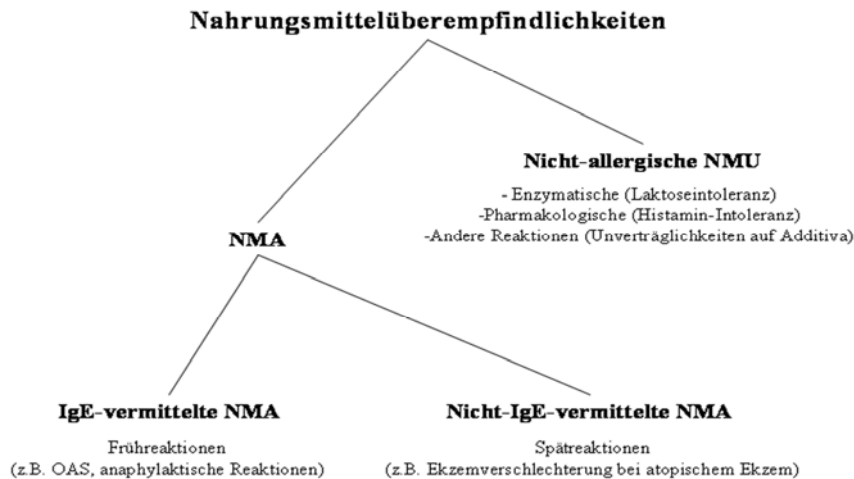 Nahrungsmittelüberempfindlichkeiten
Nicht-allergische NMU
- Enzymatische (Laktoseintoleranz)
-Pharmakologische (Histamin-Intoleranz)
-Andere Reaktionen (Unverträglichkeiten auf Additiva)
NMA
IgE-vermittelte NMA
Frühreaktionen
(z.B. OAS, anaphylaktische Reaktionen)
Nicht-IgE-vermittelte NMA
Spätreaktionen
(z.B. Ekzemverschlechterung bei atopischem Ekzem)